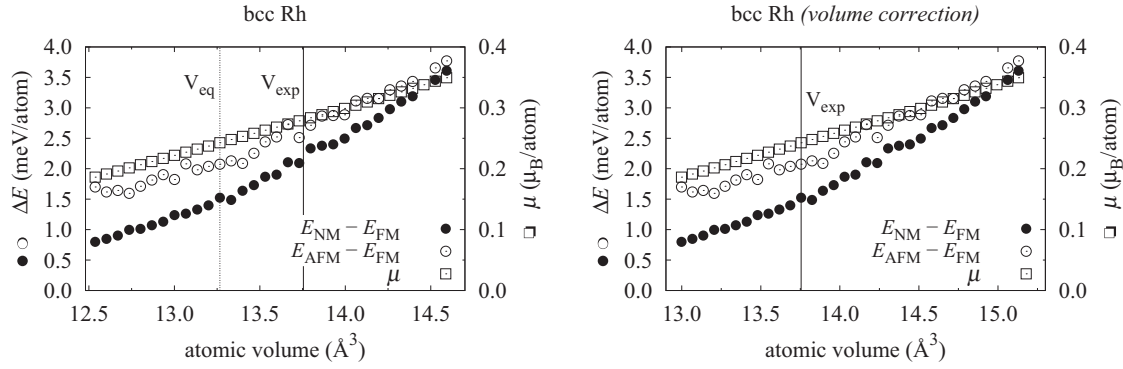 bcc Rh
4.0
3.5
3.0
2.5
2.0
1.5
1.0
0.5
0.0
ΔE (meV/atom)
V_eq
V_exp
E_NM − E_FM
E_AFM − E_FM
μ
0.4
0.3
0.2
0.1
0.0
μ (μ_B/atom)
12.5 13.0 13.5 14.0 14.5
atomic volume (Å³)
bcc Rh (volume correction)
4.0
3.5
3.0
2.5
2.0
1.5
1.0
0.5
0.0
ΔE (meV/atom)
V_exp
E_NM − E_FM
E_AFM − E_FM
μ
0.4
0.3
0.2
0.1
0.0
μ (μ_B/atom)
13.0 13.5 14.0 14.5 15.0
atomic volume (Å³)